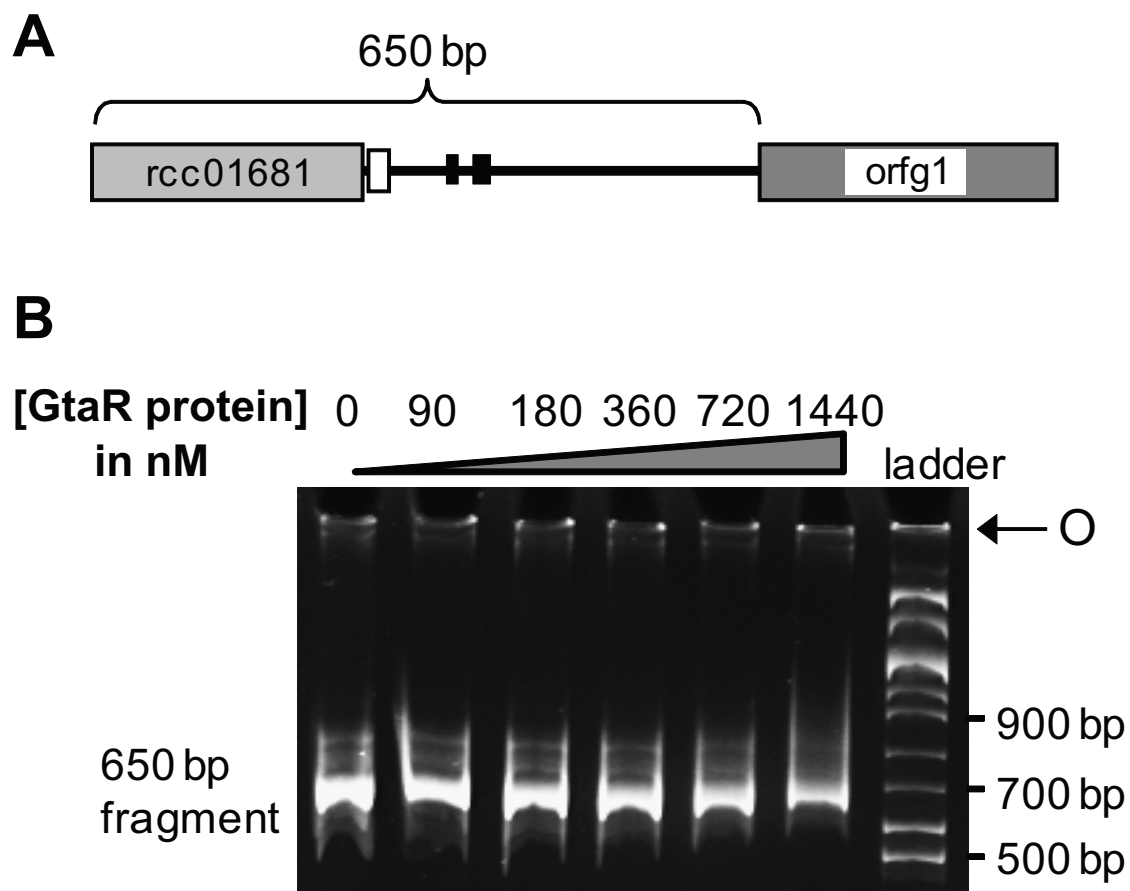 A
650 bp
rcc01681
orfg1
B
[GtaR protein] 0 90 180 360 720 1440
in nM
ladder
O
900 bp
650 bp
fragment
700 bp
500 bp